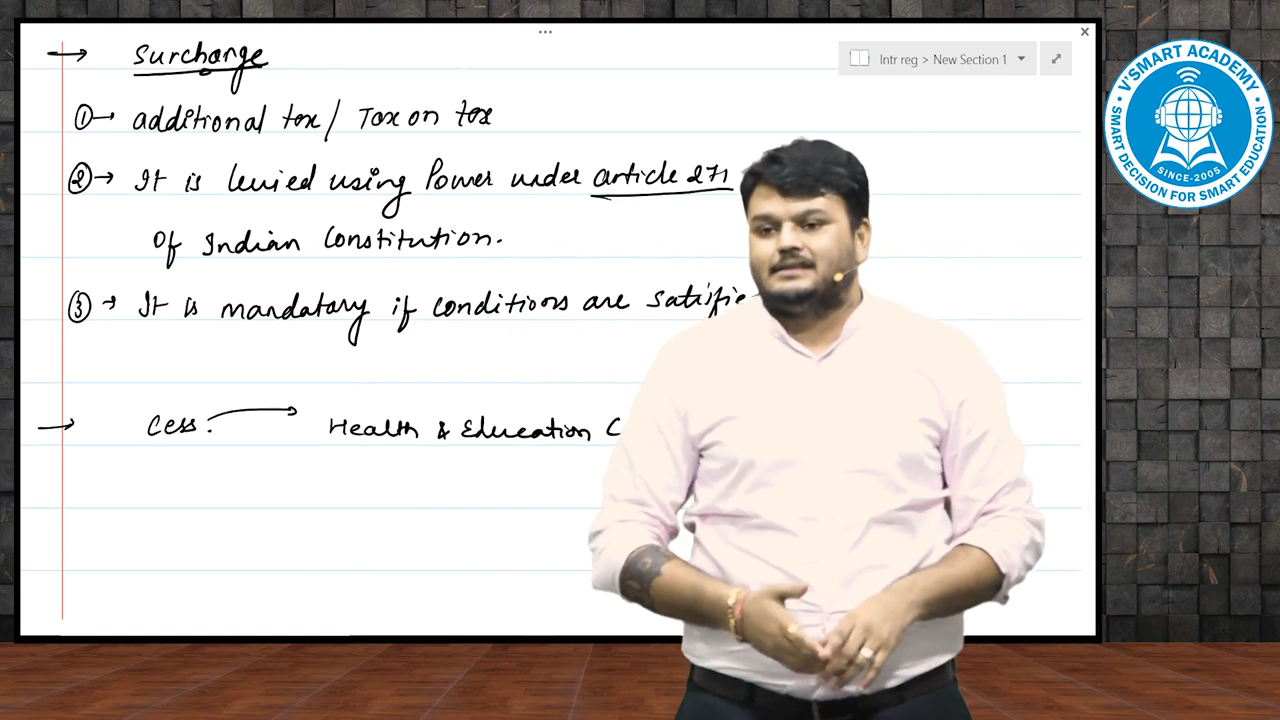 → Surcharge
①→ additional tax / Tax on tax
②→ It is levied using Power under article 271
Of Indian Constitution.
③→ It is mandatory if conditions are satisfie
→ Cess. → Health & Education C
Intr reg > New Section 1
V'SMART ACADEMY
SINCE-2005
SMART DECISION FOR SMART EDUCATION